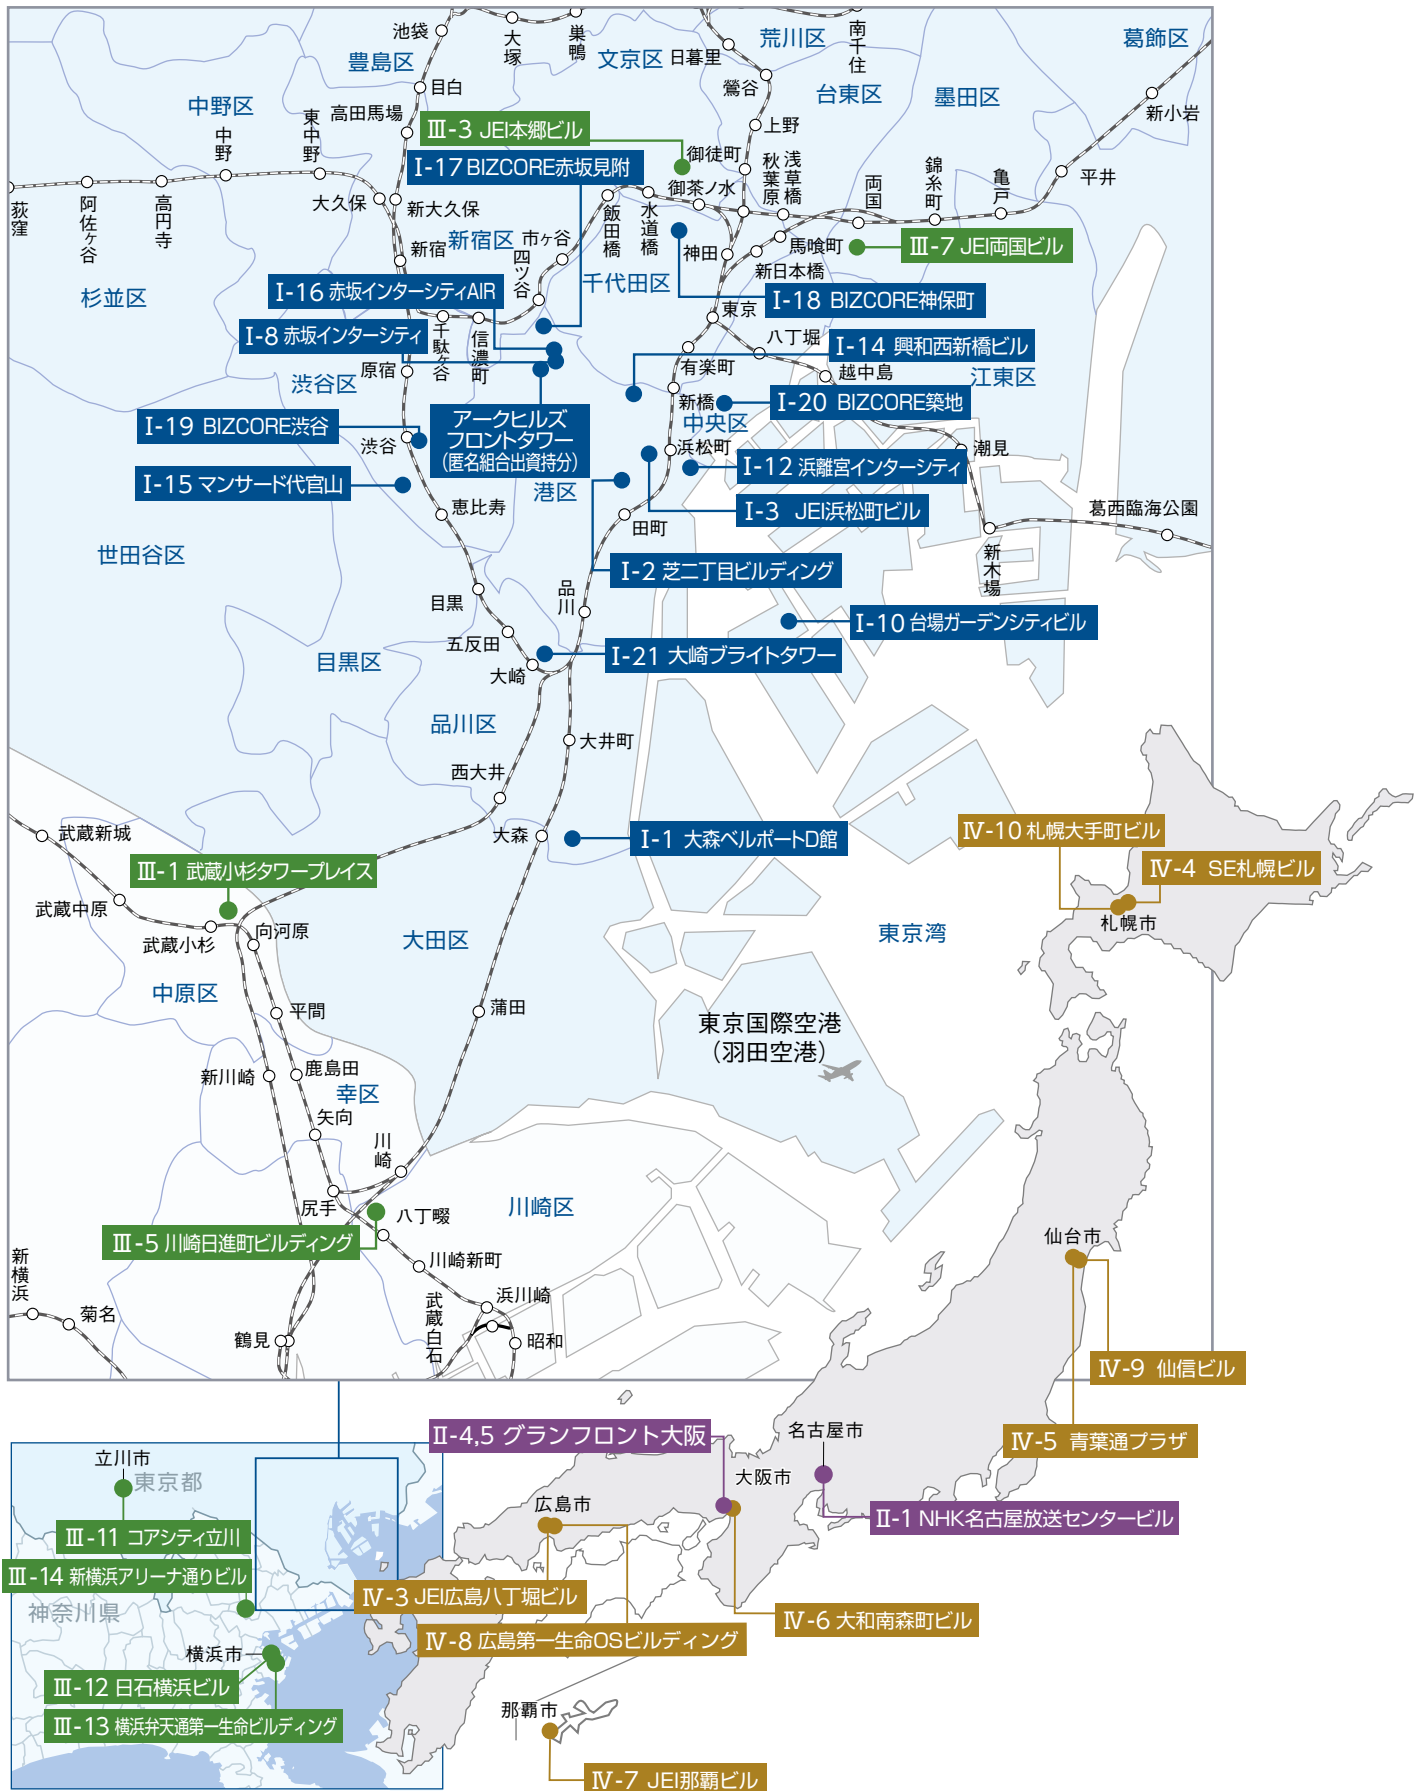 池袋
大塚
巣鴨
豊島区
文京区
日暮里
荒川区
南千住
葛飾区
目白
鶯谷
台東区
墨田区
中野区
高田馬場
新小岩
中野
東中野
III-3 JEI本郷ビル
上野
御徒町
I-17 BIZCORE赤坂見附
秋葉原
浅草橋
両国
錦糸町
亀戸
平井
荻窪
阿佐ヶ谷
高円寺
大久保
新大久保
飯田橋
水道橋
御茶ノ水
新宿区
市ヶ谷
新宿
四ツ谷
神田
馬喰町
III-7 JEI両国ビル
新日本橋
千代田区
杉並区
I-16 赤坂インターシティAIR
I-18 BIZCORE神保町
東京
I-8 赤坂インターシティ
千駄ヶ谷
信濃町
八丁堀
I-14 興和西新橋ビル
原宿
有楽町
越中島
江東区
渋谷区
アークヒルズ
フロントタワー
(匿名組合出資持分)
新橋
I-20 BIZCORE築地
中央区
I-19 BIZCORE渋谷
渋谷
浜松町
潮見
I-12 浜離宮インターシティ
I-15 マンサード代官山
港区
I-3 JEI浜松町ビル
恵比寿
田町
葛西臨海公園
世田谷区
新木場
I-2 芝二丁目ビルディング
目黒
品川
I-10 台場ガーデンシティビル
五反田
目黒区
大崎
I-21 大崎ブライトタワー
品川区
大井町
西大井
武蔵新城
大森
I-1 大森ベルポートD館
IV-10 札幌大手町ビル
IV-4 SE札幌ビル
III-1 武蔵小杉タワープレイス
武蔵中原
札幌市
武蔵小杉
向河原
大田区
東京湾
中原区
平間
蒲田
東京国際空港
(羽田空港)
新川崎
鹿島田
幸区
矢向
川崎
尻手
八丁畷
川崎区
III-5 川崎日進町ビルディング
仙台市
新横浜
川崎新町
菊名
武蔵白石
浜川崎
鶴見
昭和
IV-9 仙信ビル
II-4,5 グランフロント大阪
名古屋市
IV-5 青葉通プラザ
立川市
東京都
大阪市
広島市
II-1 NHK名古屋放送センタービル
III-11 コアシティ立川
III-14 新横浜アリーナ通りビル
IV-3 JEI広島八丁堀ビル
神奈川県
IV-6 大和南森町ビル
IV-8 広島第一生命OSビルディング
横浜市
III-12 日石横浜ビル
那覇市
III-13 横浜弁天通第一生命ビルディング
IV-7 JEI那覇ビル